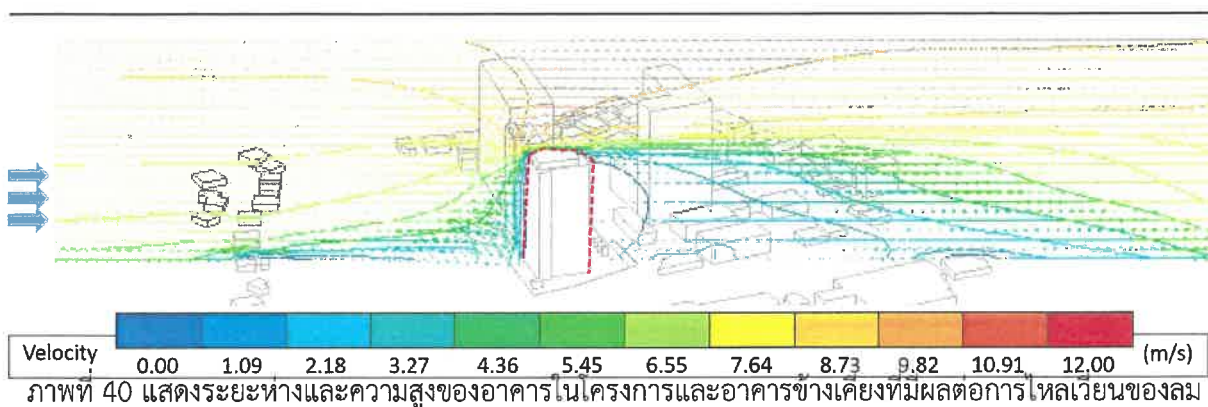 Velocity 0.00 1.09 2.18 3.27 4.36 5.45 6.55 7.64 8.73 9.82 10.91 12.00 (m/s)
ภาพที่ 40 แสดงระยะห่างและความสูงของอาคารในโครงการและอาคารข้างเคียงที่มีผลต่อการไหลเวียนของลม